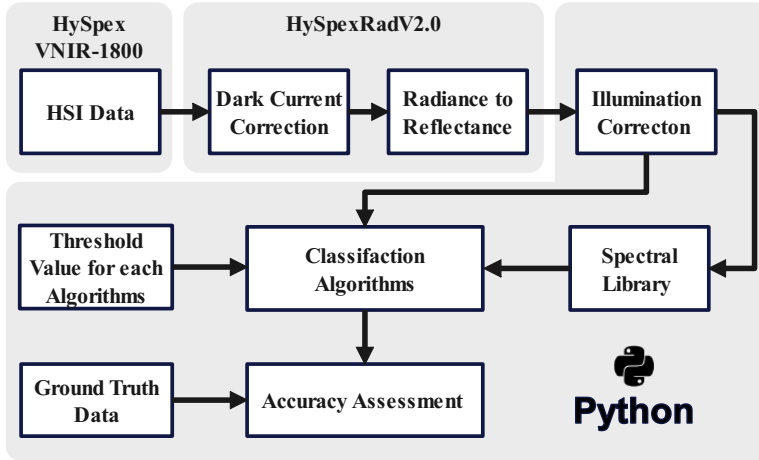 HySpex
VNIR-1800
HySpexRadV2.0
HSI Data
Dark Current
Correction
Radiance to
Reflectance
Illumination
Correcton
Threshold
Value for each
Algorithms
Classifaction
Algorithms
Spectral
Library
Ground Truth
Data
Accuracy Assessment
Python